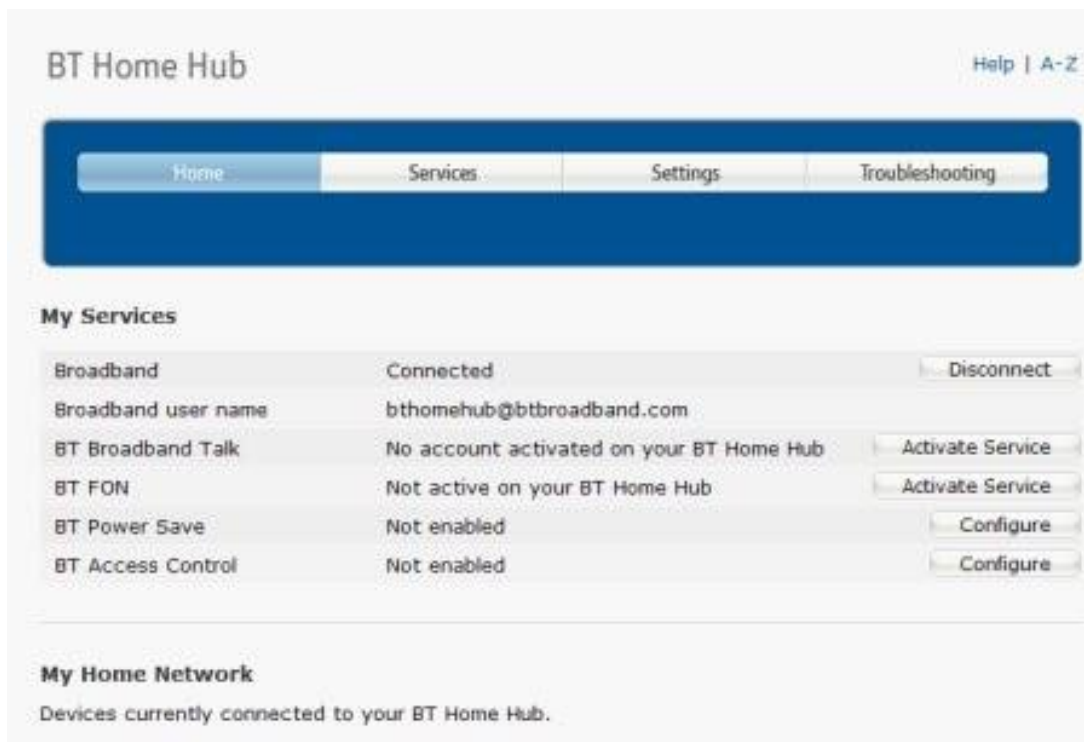 BT Home Hub
Help | A-Z
Home Services Settings Troubleshooting
My Services
Broadband Connected Disconnect
Broadband user name bthomehub@btbroadband.com
BT Broadband Talk No account activated on your BT Home Hub Activate Service
BT FON Not active on your BT Home Hub Activate Service
BT Power Save Not enabled Configure
BT Access Control Not enabled Configure
My Home Network
Devices currently connected to your BT Home Hub.